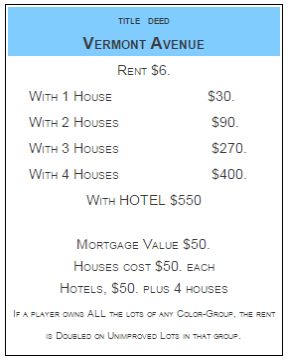 TITLE DEED
VERMONT AVENUE
RENT $6.
WITH 1 HOUSE $30.
WITH 2 HOUSES $90.
WITH 3 HOUSES $270.
WITH 4 HOUSES $400.
WITH HOTEL $550
MORTGAGE VALUE $50.
HOUSES COST $50. EACH
HOTELS, $50. PLUS 4 HOUSES
IF A PLAYER OWNS ALL THE LOTS OF ANY COLOR-GROUP, THE RENT
IS DOUBLED ON UNIMPROVED LOTS IN THAT GROUP.